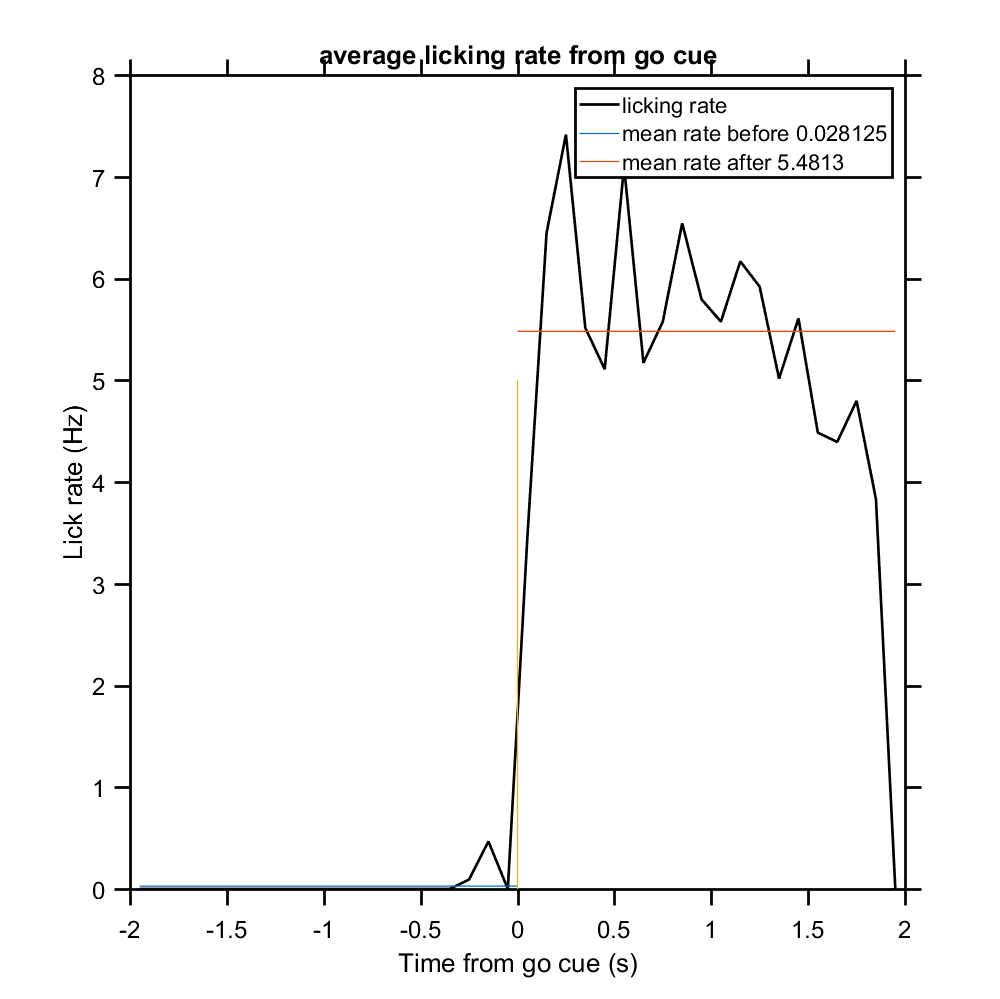 average licking rate from go cue
licking rate
mean rate before 0.028125
mean rate after 5.4813
8
7
6
5
4
3
2
1
0
Lick rate (Hz)
-2 -1.5 -1 -0.5 0 0.5 1 1.5 2
Time from go cue (s)